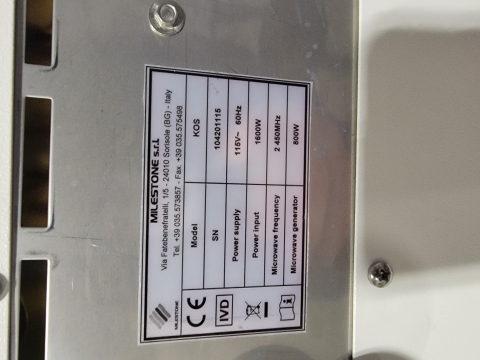 MILESTONE s.r.l.
Via Fatebenefratelli, 1/5 - 24010 Sorisole (BG) - Italy
Tel. +39 035.573857 - Fax. +39 035.575498
MILESTONE
Model KOS
SN 104201115
Power supply 115V~ 60Hz
Power input 1600W
Microwave frequency 2 450MHz
Microwave generator 800W
CE
IVD